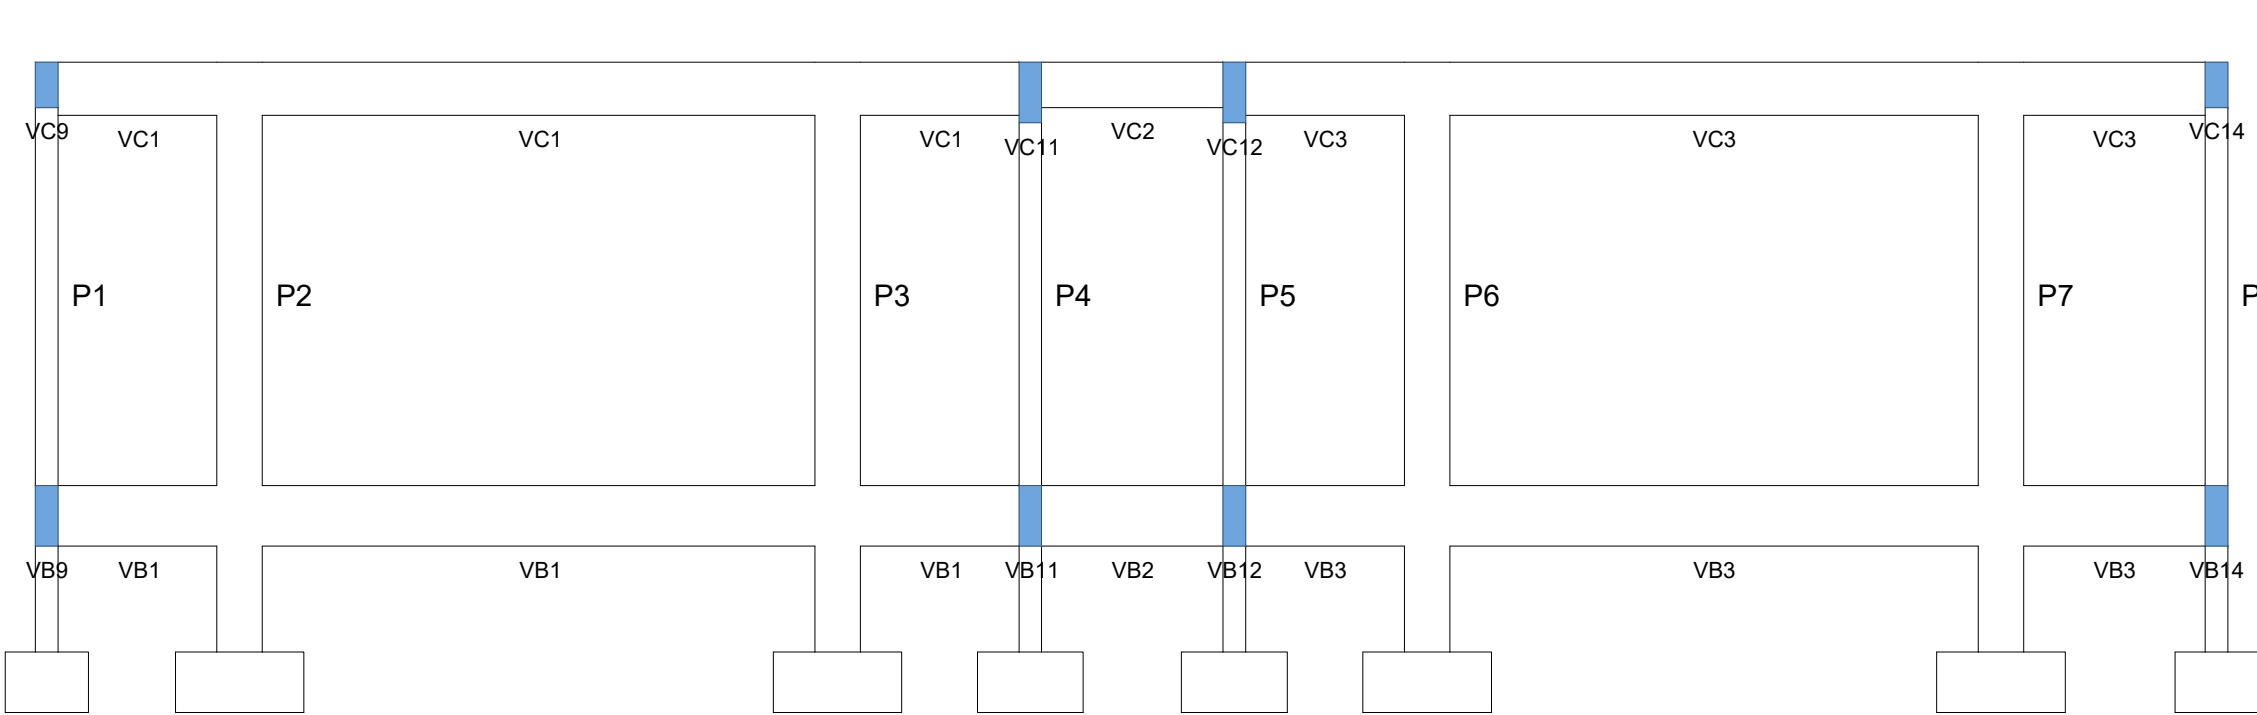 VC9 VC1 VC1 VC1 VC11 VC2 VC12 VC3 VC3 VC3 VC14
P1 P2 P3 P4 P5 P6 P7 P
VB9 VB1 VB1 VB1 VB11 VB2 VB12 VB3 VB3 VB3 VB14